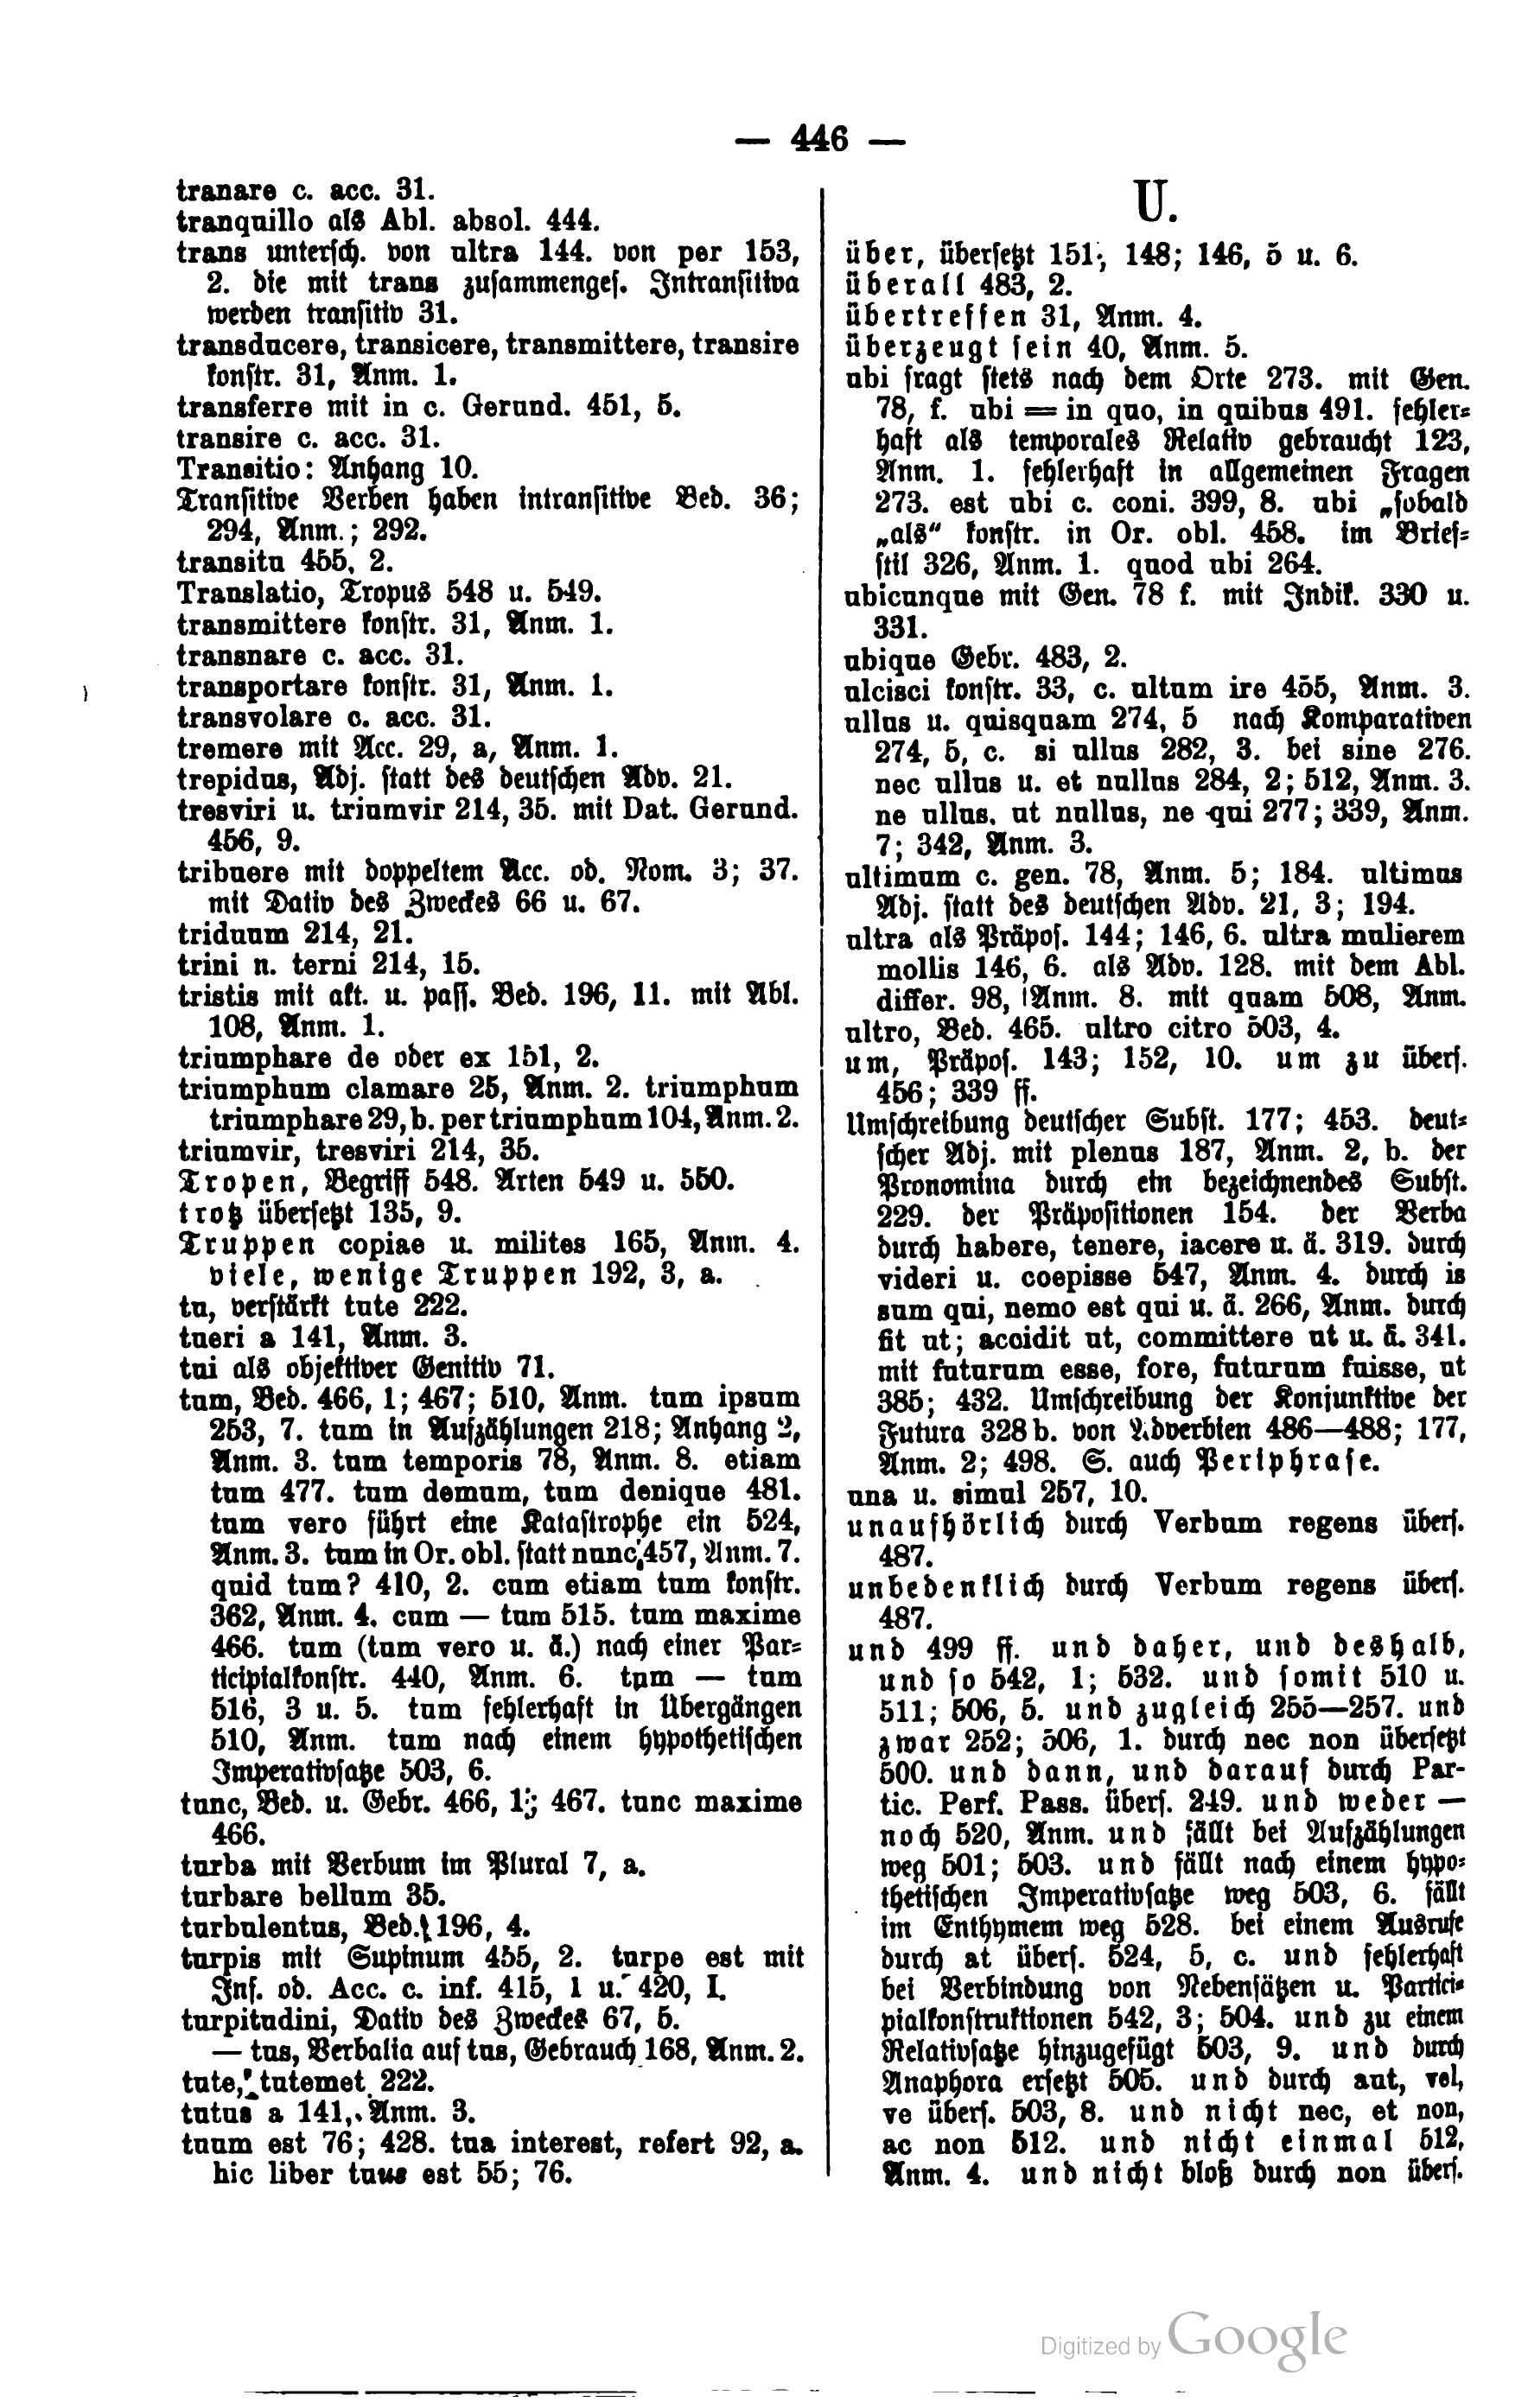 — 446 —
tranare c. acc. 31.
tranquillo als Abl. absol. 444.
trans untersch. von ultra 144. von per 153,
2. die mit trans zusammenges. Intransitiva
werden transitiv 31.
transducere, transicere, transmittere, transire
konstr. 31, Anm. 1.
transferre mit in c. Gerund. 451, 5.
transire c. acc. 31.
Transitio: Anhang 10.
Transitive Verben haben intransitive Bed. 36;
294, Anm.; 292.
transitu 455, 2.
Translatio, Tropus 548 u. 549.
transmittere konstr. 31, Anm. 1.
transnare c. acc. 31.
transportare konstr. 31, Anm. 1.
transvolare c. acc. 31.
tremere mit Acc. 29, a, Anm. 1.
trepidus, Adj. statt des deutschen Adv. 21.
tresviri u. triumvir 214, 35. mit Dat. Gerund.
456, 9.
tribuere mit doppeltem Acc. od. Nom. 3; 37.
mit Dativ des Zweckes 66 u. 67.
triduum 214, 21.
trini n. terni 214, 15.
tristis mit akt. u. pass. Bed. 196, 11. mit Abl.
108, Anm. 1.
triumphare de oder ex 151, 2.
triumphum clamare 25, Anm. 2. triumphum
triumphare 29, b. per triumphum 104, Anm. 2.
triumvir, tresviri 214, 35.
Tropen, Begriff 548. Arten 549 u. 550.
trotz übersetzt 135, 9.
Truppen copiae u. milites 165, Anm. 4.
viele, wenige Truppen 192, 3, a.
tu, verstärkt tute 222.
tueri a 141, Anm. 3.
tui als objektiver Genitiv 71.
tum, Bed. 466, 1; 467; 510, Anm. tum ipsum
253, 7. tum in Aufzählungen 218; Anhang 2,
Anm. 3. tum temporis 78, Anm. 8. etiam
tum 477. tum demum, tum denique 481.
tum vero führt eine Katastrophe ein 524,
Anm. 3. tum in Or. obl. statt nunc 457, Anm. 7.
quid tum? 410, 2. cum etiam tum konstr.
362, Anm. 4. cum — tum 515. tum maxime
466. tum (tum vero u. ä.) nach einer Par-
ticipialkonstr. 440, Anm. 6. tum — tum
516, 3 u. 5. tum fehlerhaft in Übergängen
510, Anm. tum nach einem hypothetischen
Imperativsatze 503, 6.
tunc, Bed. u. Gebr. 466, 1; 467. tunc maxime
466.
turba mit Verbum im Plural 7, a.
turbare bellum 35.
turbulentus, Bed. 196, 4.
turpis mit Supinum 455, 2. turpe est mit
Inf. od. Acc. c. inf. 415, 1 u. 420, I.
turpitudini, Dativ des Zweckes 67, 5.
— tus, Verbalia auf tus, Gebrauch 168, Anm. 2.
tute, tutemet 222.
tutus a 141, Anm. 3.
tuum est 76; 428. tua interest, refert 92, a.
hic liber tuus est 55; 76.
U.
über, übersetzt 151; 148; 146, 5 u. 6.
überall 483, 2.
übertreffen 31, Anm. 4.
überzeugt sein 40, Anm. 5.
ubi fragt stets nach dem Orte 273. mit Gen.
78, f. ubi = in quo, in quibus 491. fehler-
haft als temporales Relativ gebraucht 123,
Anm. 1. fehlerhaft in allgemeinen Fragen
273. est ubi c. coni. 399, 8. ubi „sobald
„als“ konstr. in Or. obl. 458. im Brief-
stil 326, Anm. 1. quod ubi 264.
ubicunque mit Gen. 78 f. mit Indik. 330 u.
331.
ubique Gebr. 483, 2.
ulcisci konstr. 33, c. ultum ire 455, Anm. 3.
ullus u. quisquam 274, 5 nach Komparativen
274, 5, c. si ullus 282, 3. bei sine 276.
nec ullus u. et nullus 284, 2; 512, Anm. 3.
ne ullus, ut nullus, ne qui 277; 339, Anm.
7; 342, Anm. 3.
ultimum c. gen. 78, Anm. 5; 184. ultimus
Adj. statt des deutschen Adv. 21, 3; 194.
ultra als Präpos. 144; 146, 6. ultra mulierem
mollis 146, 6. als Adv. 128. mit dem Abl.
differ. 98, Anm. 8. mit quam 508, Anm.
ultro, Bed. 465. ultro citro 503, 4.
um, Präpos. 143; 152, 10. um zu übers.
456; 339 ff.
Umschreibung deutscher Subst. 177; 453. deut-
scher Adj. mit plenus 187, Anm. 2, b. der
Pronomina durch ein bezeichnendes Subst.
229. der Präpositionen 154. der Verba
durch habere, tenere, iacere u. ä. 319. durch
videri u. coepisse 547, Anm. 4. durch is
sum qui, nemo est qui u. ä. 266, Anm. durch
fit ut; accidit ut, committere ut u. ä. 341.
mit futurum esse, fore, futurum fuisse, ut
385; 432. Umschreibung der Konjunktive der
Futura 328 b. von Adverbien 486—488; 177,
Anm. 2; 498. S. auch Periphrase.
una u. simul 257, 10.
unaufhörlich durch Verbum regens übers.
487.
unbedenklich durch Verbum regens übers.
487.
und 499 ff. und daher, und deshalb,
und so 542, 1; 532. und somit 510 u.
511; 506, 5. und zugleich 255—257. und
zwar 252; 506, 1. durch nec non übersetzt
500. und dann, und darauf durch Par-
tic. Perf. Pass. übers. 249. und weder —
noch 520, Anm. und fällt bei Aufzählungen
weg 501; 503. und fällt nach einem hypo-
thetischen Imperativsatze weg 503, 6. fällt
im Enthymem weg 528. bei einem Ausrufe
durch at übers. 524, 5, c. und fehlerhaft
bei Verbindung von Nebensätzen u. Partici-
pialkonstruktionen 542, 3; 504. und zu einem
Relativsatze hinzugefügt 503, 9. und durch
Anaphora ersetzt 505. und durch aut, vel,
ve übers. 503, 8. und nicht nec, et non,
ac non 512. und nicht einmal 512,
Anm. 4. und nicht bloß durch non übers.
Digitized by Google